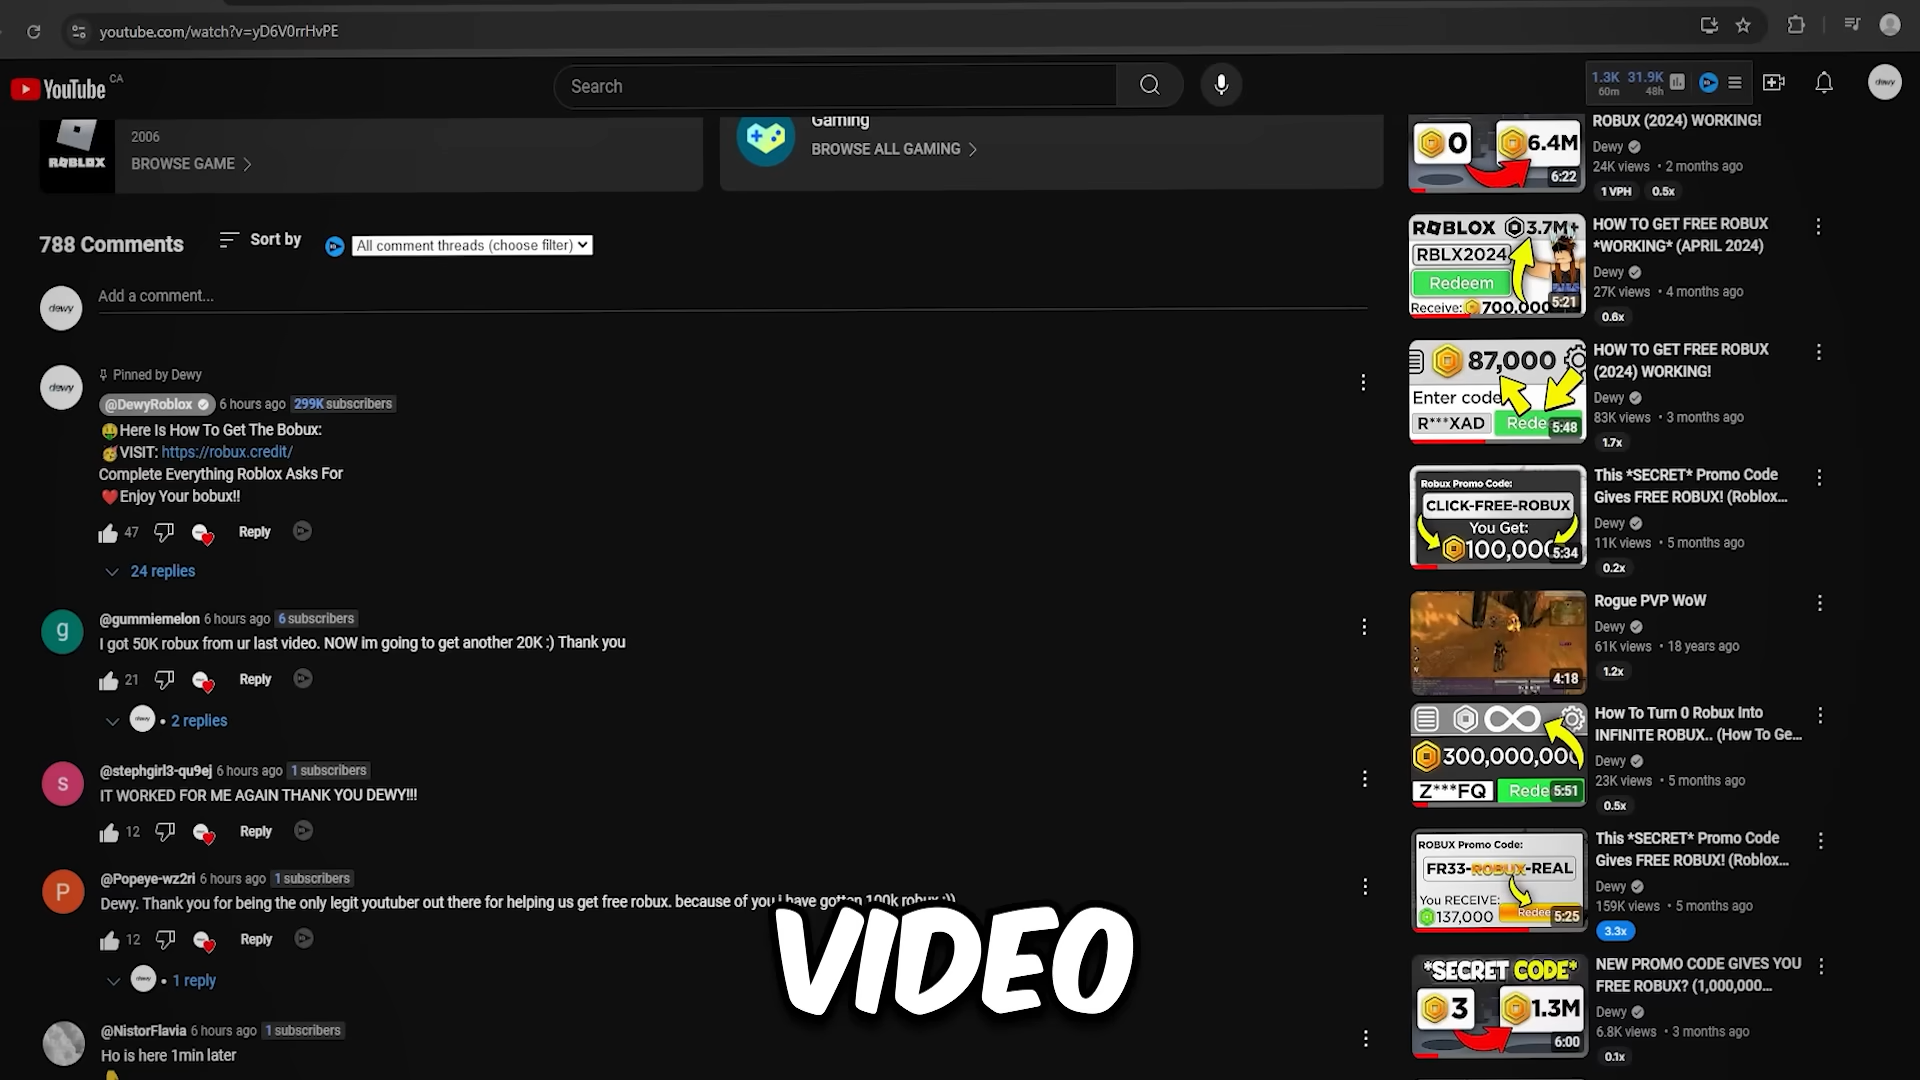 youtube.com/watch?v=yD6V0rrHvPE
YouTube CA
Search
1.3K 31.9K
60m 48h
dewy
ROBLOX
2006
BROWSE GAME
Gaming
BROWSE ALL GAMING
788 Comments
Sort by
All comment threads (choose filter)
dewy
Add a comment...
dewy
Pinned by Dewy
@DewyRoblox 6 hours ago 299K subscribers
Here Is How To Get The Bobux:
VISIT: https://robux.credit/
Complete Everything Roblox Asks For
Enjoy Your bobux!!
47 Reply
24 replies
g
@gummiemelon 6 hours ago 6 subscribers
I got 50K robux from ur last video. NOW im going to get another 20K :) Thank you
21 Reply
• 2 replies
s
@stephgirl3-qu9ej 6 hours ago 1 subscribers
IT WORKED FOR ME AGAIN THANK YOU DEWY!!!
12 Reply
P
@Popeye-wz2ri 6 hours ago 1 subscribers
Dewy. Thank you for being the only legit youtuber out there for helping us get free robux. because of you i have gotten 100k robux :))
12 Reply
• 1 reply
@NistorFlavia 6 hours ago 1 subscribers
Ho is here 1min later
VIDEO
0 6.4M
6:22
ROBUX (2024) WORKING!
Dewy
24K views • 2 months ago
1 VPH 0.5x
ROBLOX 3.7M+
RBLX2024
Redeem
Receive: 700,000
5:21
HOW TO GET FREE ROBUX
*WORKING* (APRIL 2024)
Dewy
27K views • 4 months ago
0.6x
87,000
Enter code
R***XAD Rede
5:48
HOW TO GET FREE ROBUX
(2024) WORKING!
Dewy
83K views • 3 months ago
1.7x
Robux Promo Code:
CLICK-FREE-ROBUX
You Get:
100,000
5:34
This *SECRET* Promo Code
Gives FREE ROBUX! (Roblox...
Dewy
11K views • 5 months ago
0.2x
4:18
Rogue PVP WoW
Dewy
61K views • 18 years ago
1.2x
300,000,000
Z***FQ Rede
5:51
How To Turn 0 Robux Into
INFINITE ROBUX.. (How To Ge...
Dewy
23K views • 5 months ago
0.5x
ROBUX Promo Code:
FR33-ROBUX-REAL
You RECEIVE:
137,000 Redee
5:25
This *SECRET* Promo Code
Gives FREE ROBUX! (Roblox...
Dewy
159K views • 5 months ago
3.3x
*SECRET CODE*
3 1.3M
6:00
NEW PROMO CODE GIVES YOU
FREE ROBUX? (1,000,000...
Dewy
6.8K views • 3 months ago
0.1x